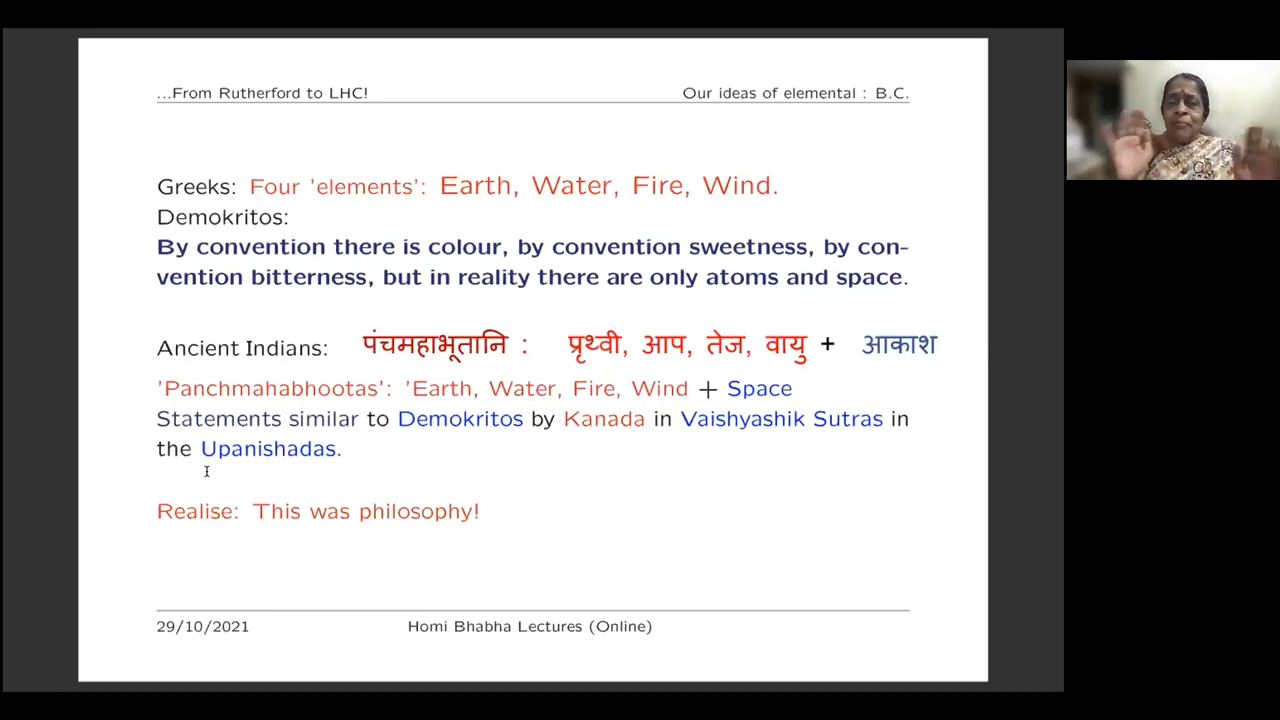 ...From Rutherford to LHC! Our ideas of elemental : B.C.
Greeks: Four 'elements': Earth, Water, Fire, Wind.
Demokritos:
By convention there is colour, by convention sweetness, by con-
vention bitterness, but in reality there are only atoms and space.
Ancient Indians: पंचमहाभूतानि : प्रृथ्वी, आप, तेज, वायु + आकाश
'Panchmahabhootas': 'Earth, Water, Fire, Wind + Space
Statements similar to Demokritos by Kanada in Vaishyashik Sutras in
the Upanishadas.
Realise: This was philosophy!
29/10/2021 Homi Bhabha Lectures (Online)